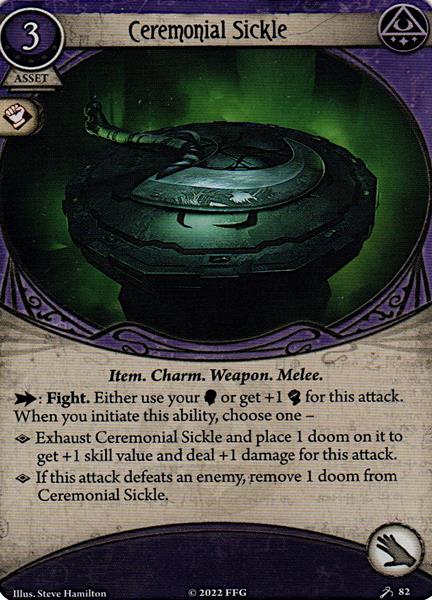 3
Ceremonial Sickle
ASSET
Item. Charm. Weapon. Melee.
: Fight. Either use your or get +1 for this attack.
When you initiate this ability, choose one –
Exhaust Ceremonial Sickle and place 1 doom on it to
get +1 skill value and deal +1 damage for this attack.
If this attack defeats an enemy, remove 1 doom from
Ceremonial Sickle.
Illus. Steve Hamilton
© 2022 FFG
82